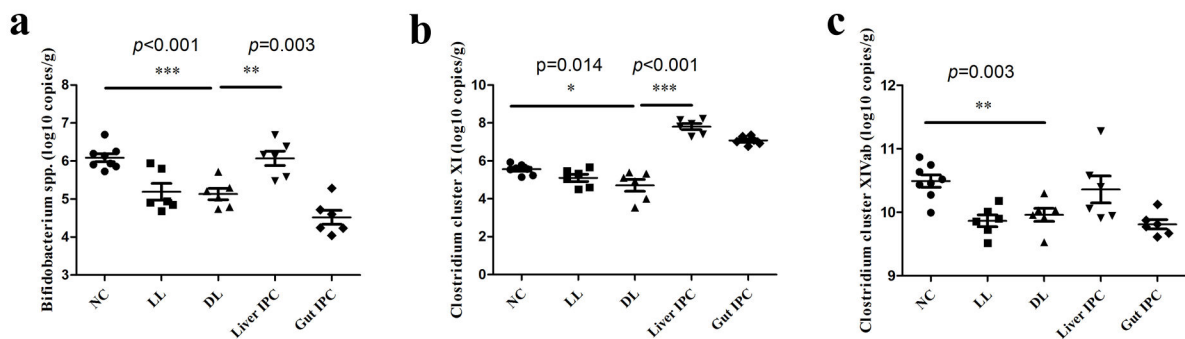 a
p<0.001 p=0.003
*** **
Bifidobacterium spp. (log10 copies/g)
8
7
6
5
4
3
NC LL DL Liver IPC Gut IPC
b
p=0.014 p<0.001
* ***
Clostridium cluster XI (log10 copies/g)
10
8
6
4
2
0
NC LL DL Liver IPC Gut IPC
c
p=0.003
**
Clostridium cluster XIVab (log10 copies/g)
11
10
9
NC LL DL Liver IPC Gut IPC